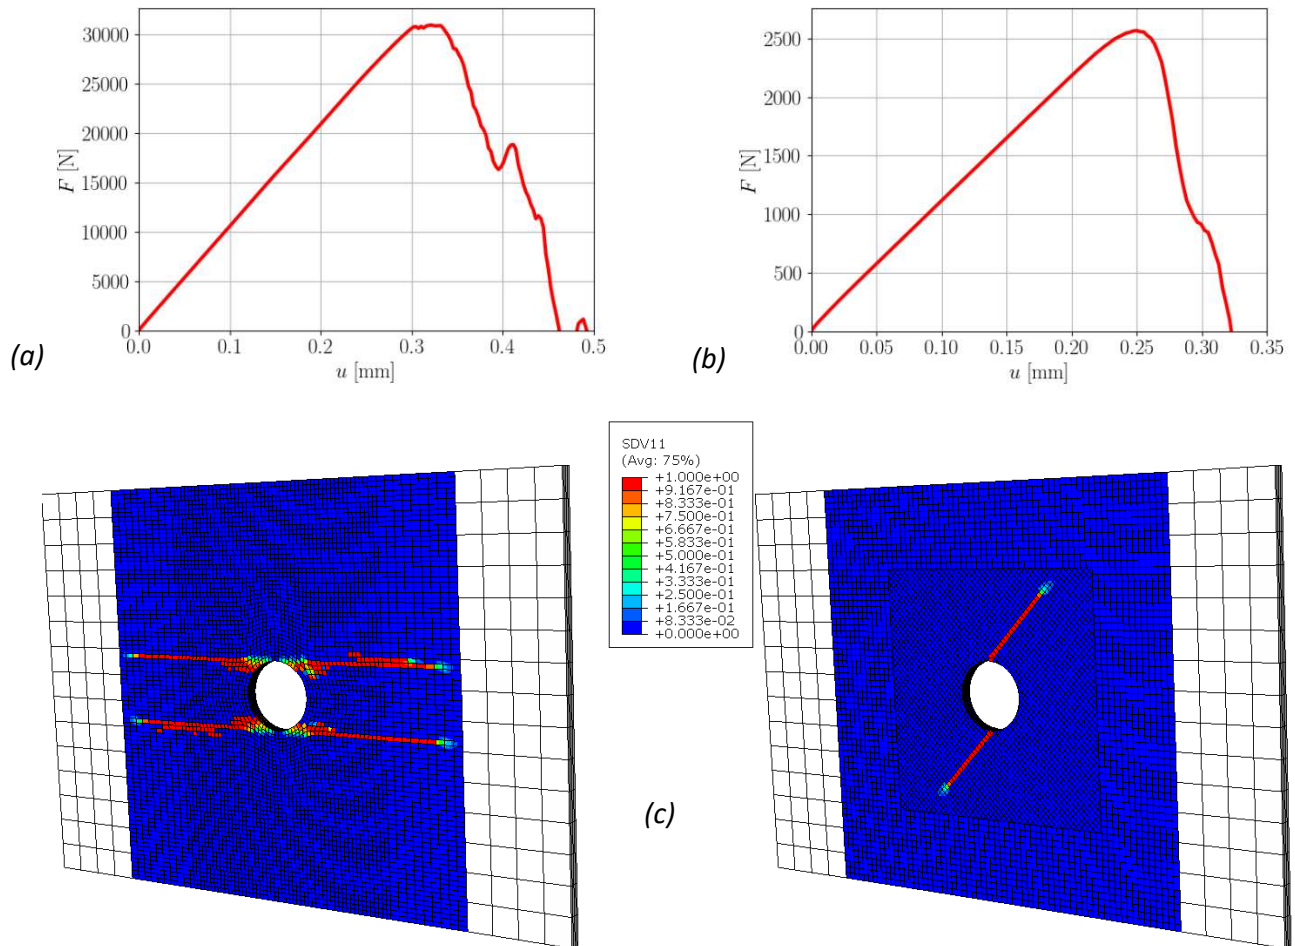 30000
25000
20000
15000
10000
5000
0
F [N]
0.0 0.1 0.2 0.3 0.4 0.5
u [mm]
(a)
2500
2000
1500
1000
500
0
F [N]
0.00 0.05 0.10 0.15 0.20 0.25 0.30 0.35
u [mm]
(b)
SDV11
(Avg: 75%)
+1.000e+00
+9.167e-01
+8.333e-01
+7.500e-01
+6.667e-01
+5.833e-01
+5.000e-01
+4.167e-01
+3.333e-01
+2.500e-01
+1.667e-01
+8.333e-02
+0.000e+00
(c)